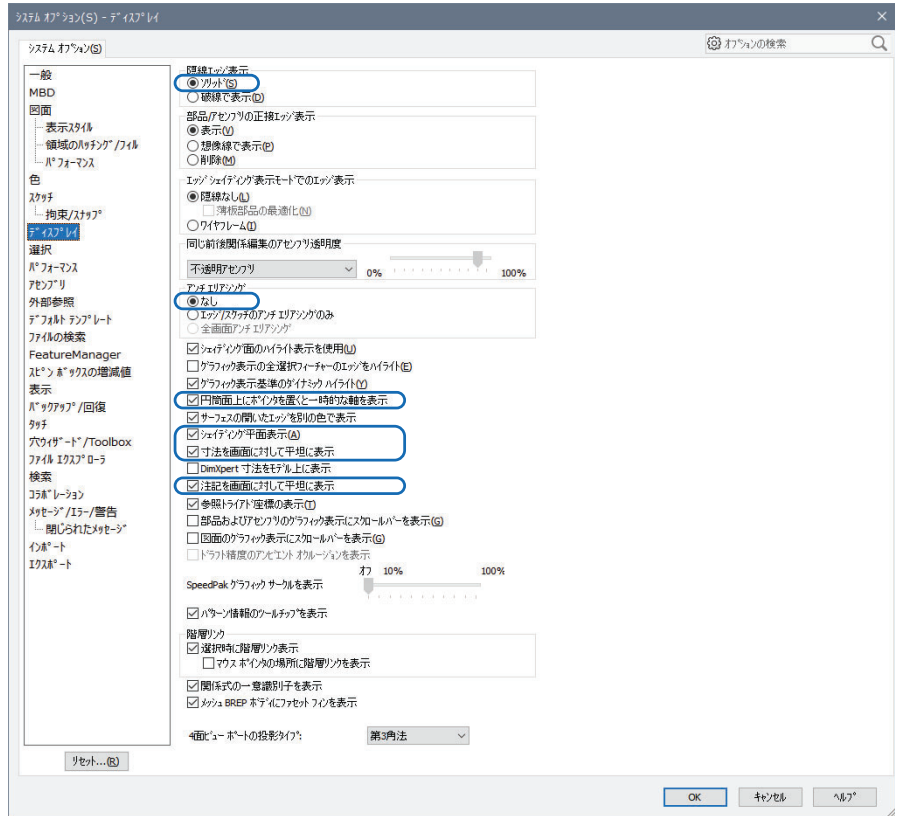 システム オプション(S) - ディスプレイ
システム オプション(S)
オプションの検索
一般
MBD
図面
表示スタイル
領域のハッチング/フィル
パフォーマンス
色
スケッチ
拘束/スナップ
ディスプレイ
選択
パフォーマンス
アセンブリ
外部参照
デフォルト テンプレート
ファイルの検索
FeatureManager
スピン ボックスの増減値
表示
バックアップ/回復
タッチ
穴ウィザード/Toolbox
ファイル エクスプローラ
検索
コラボレーション
メッセージ/エラー/警告
閉じられたメッセージ
インポート
エクスポート
リセット...(R)
隠線エッジ表示
ソリッド(S)
破線で表示(D)
部品/アセンブリの正接エッジ表示
表示(V)
想像線で表示(P)
削除(M)
エッジ シェイディング表示モードでのエッジ表示
隠線なし(L)
薄板部品の最適化(N)
ワイヤフレーム(I)
同じ前後関係編集のアセンブリ透明度
不透明アセンブリ
0%
100%
アンチ エリアシング
なし
エッジ/スケッチのアンチ エリアシングのみ
全画面アンチ エリアシング
シェイディング面のハイライト表示を使用(U)
グラフィック表示の全選択フィーチャーのエッジをハイライト(E)
グラフィック表示基準のダイナミック ハイライト(Y)
円筒面上にポインタを置くと一時的な軸を表示
サーフェスの開いたエッジを別の色で表示
シェイディング平面表示(A)
寸法を画面に対して平坦に表示
DimXpert 寸法をモデル上に表示
注記を画面に対して平坦に表示
参照トライアド座標の表示(T)
部品およびアセンブリのグラフィック表示にスクロールバーを表示(G)
図面のグラフィック表示にスクロールバーを表示(G)
ドラフト精度のアンビエント オクルージョンを表示
オフ 10% 100%
SpeedPak グラフィック サークルを表示
パターン情報のツールチップを表示
階層リンク
選択時に階層リンク表示
マウス ポインタの場所に階層リンクを表示
関係式の一意識別子を表示
メッシュ BREP ボディにファセット フィンを表示
4面ビュー ポートの投影タイプ:
第3角法
OK
キャンセル
ヘルプ